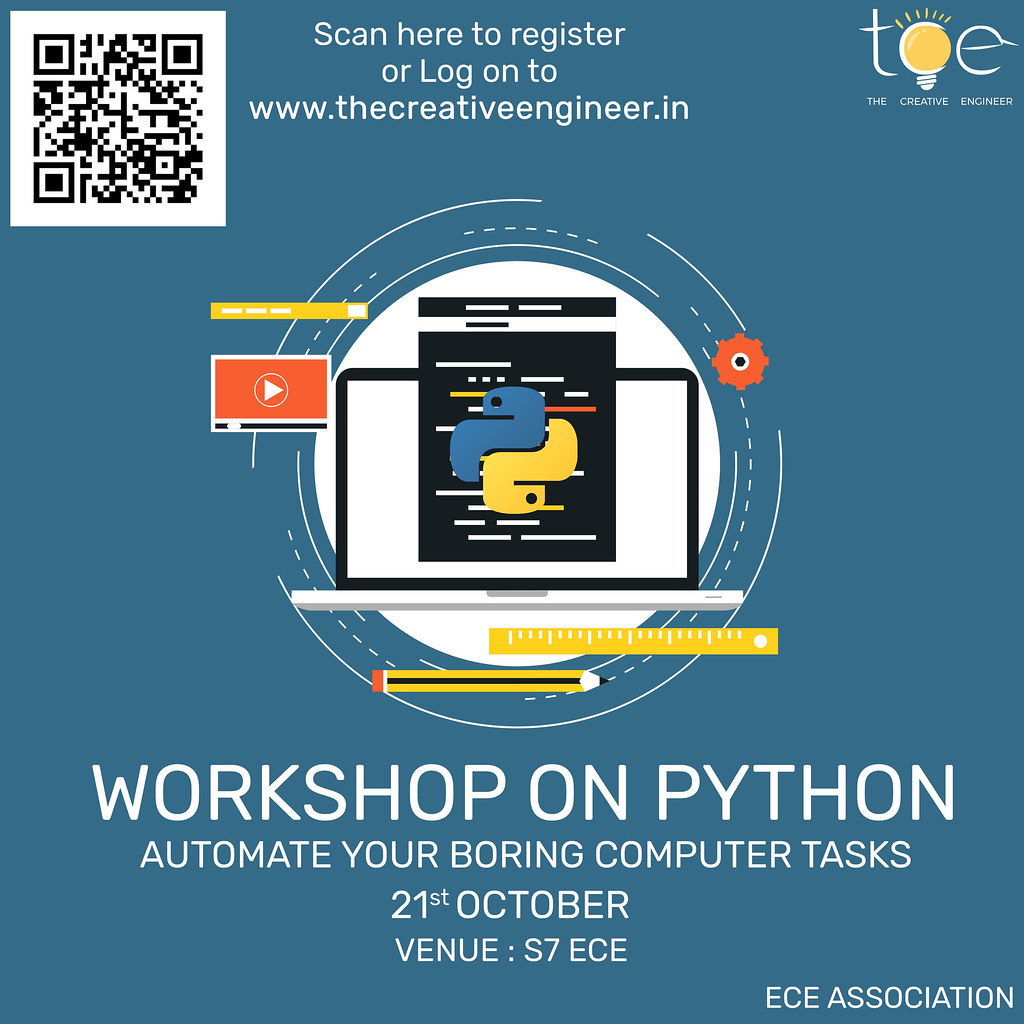 Scan here to register
or Log on to
www.thecreativeengineer.in
tce
THE CREATIVE ENGINEER
WORKSHOP ON PYTHON
AUTOMATE YOUR BORING COMPUTER TASKS
21st OCTOBER
VENUE : S7 ECE
ECE ASSOCIATION